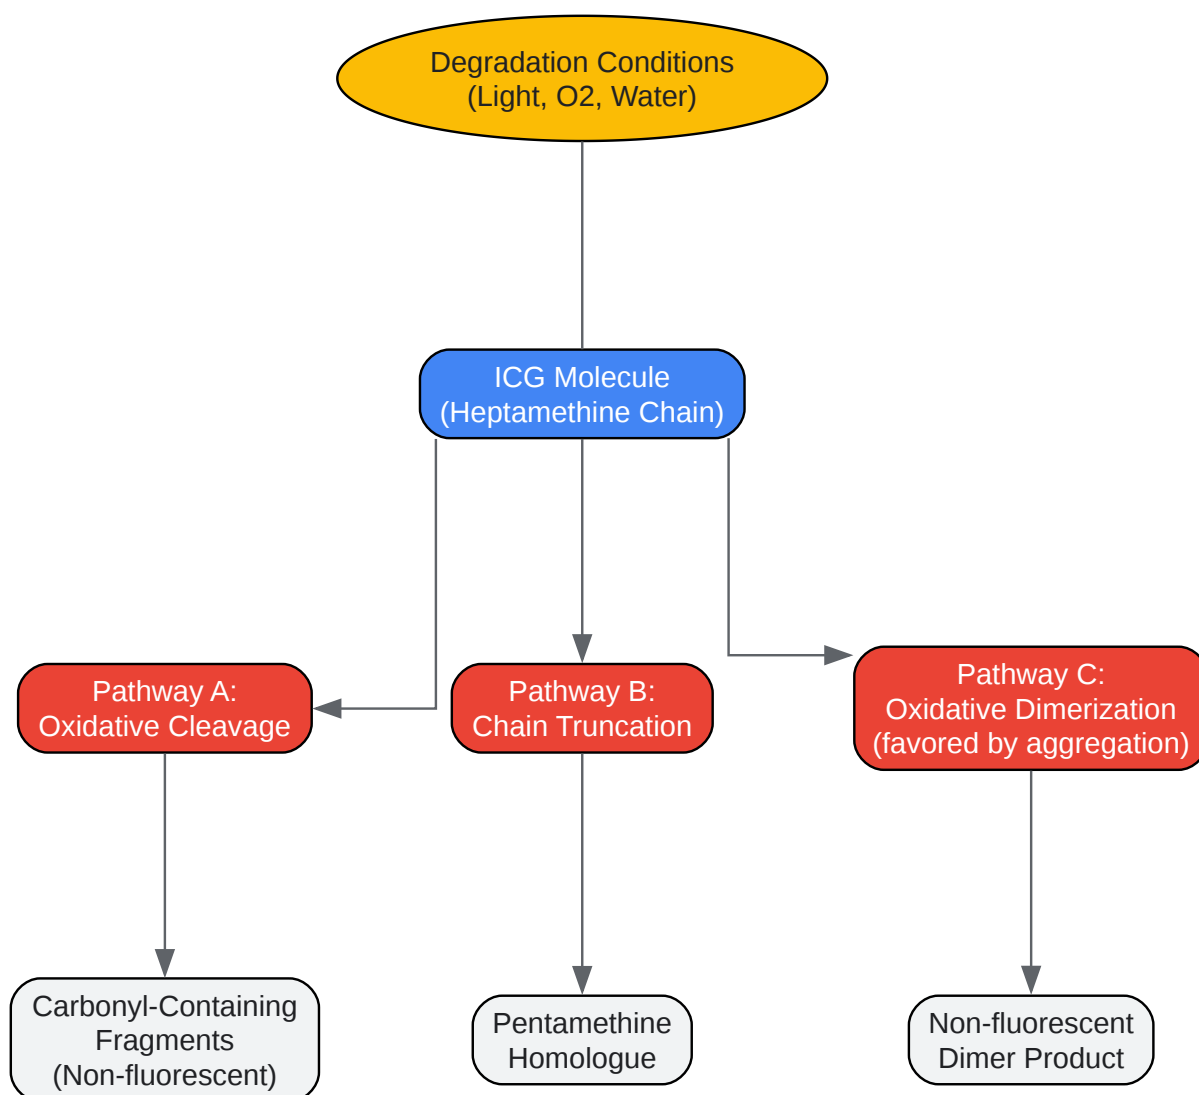 Degradation Conditions
(Light, O2, Water)
ICG Molecule
(Heptamethine Chain)
Pathway A:
Oxidative Cleavage
Pathway B:
Chain Truncation
Pathway C:
Oxidative Dimerization
(favored by aggregation)
Carbonyl-Containing
Fragments
(Non-fluorescent)
Pentamethine
Homologue
Non-fluorescent
Dimer Product